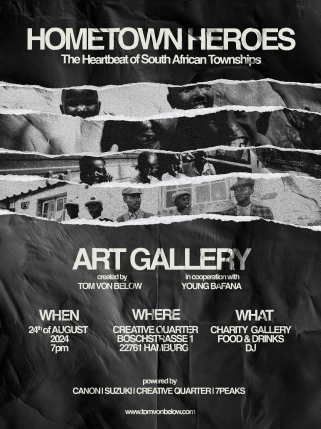 HOMETOWN HEROES
The Heartbeat of South African Townships
ART GALLERY
created by
TOM VON BELOW
in cooperation with
YOUNG BAFANA
WHEN
24th of AUGUST
2024
7pm
WHERE
CREATIVE QUARTER
BOSCHSTRASSE 1
22761 HAMBURG
WHAT
CHARITY GALLERY
FOOD & DRINKS
DJ
powered by
CANON I SUZUKI I CREATIVE QUARTER I 7PEAKS
www.tomvonbelow.com